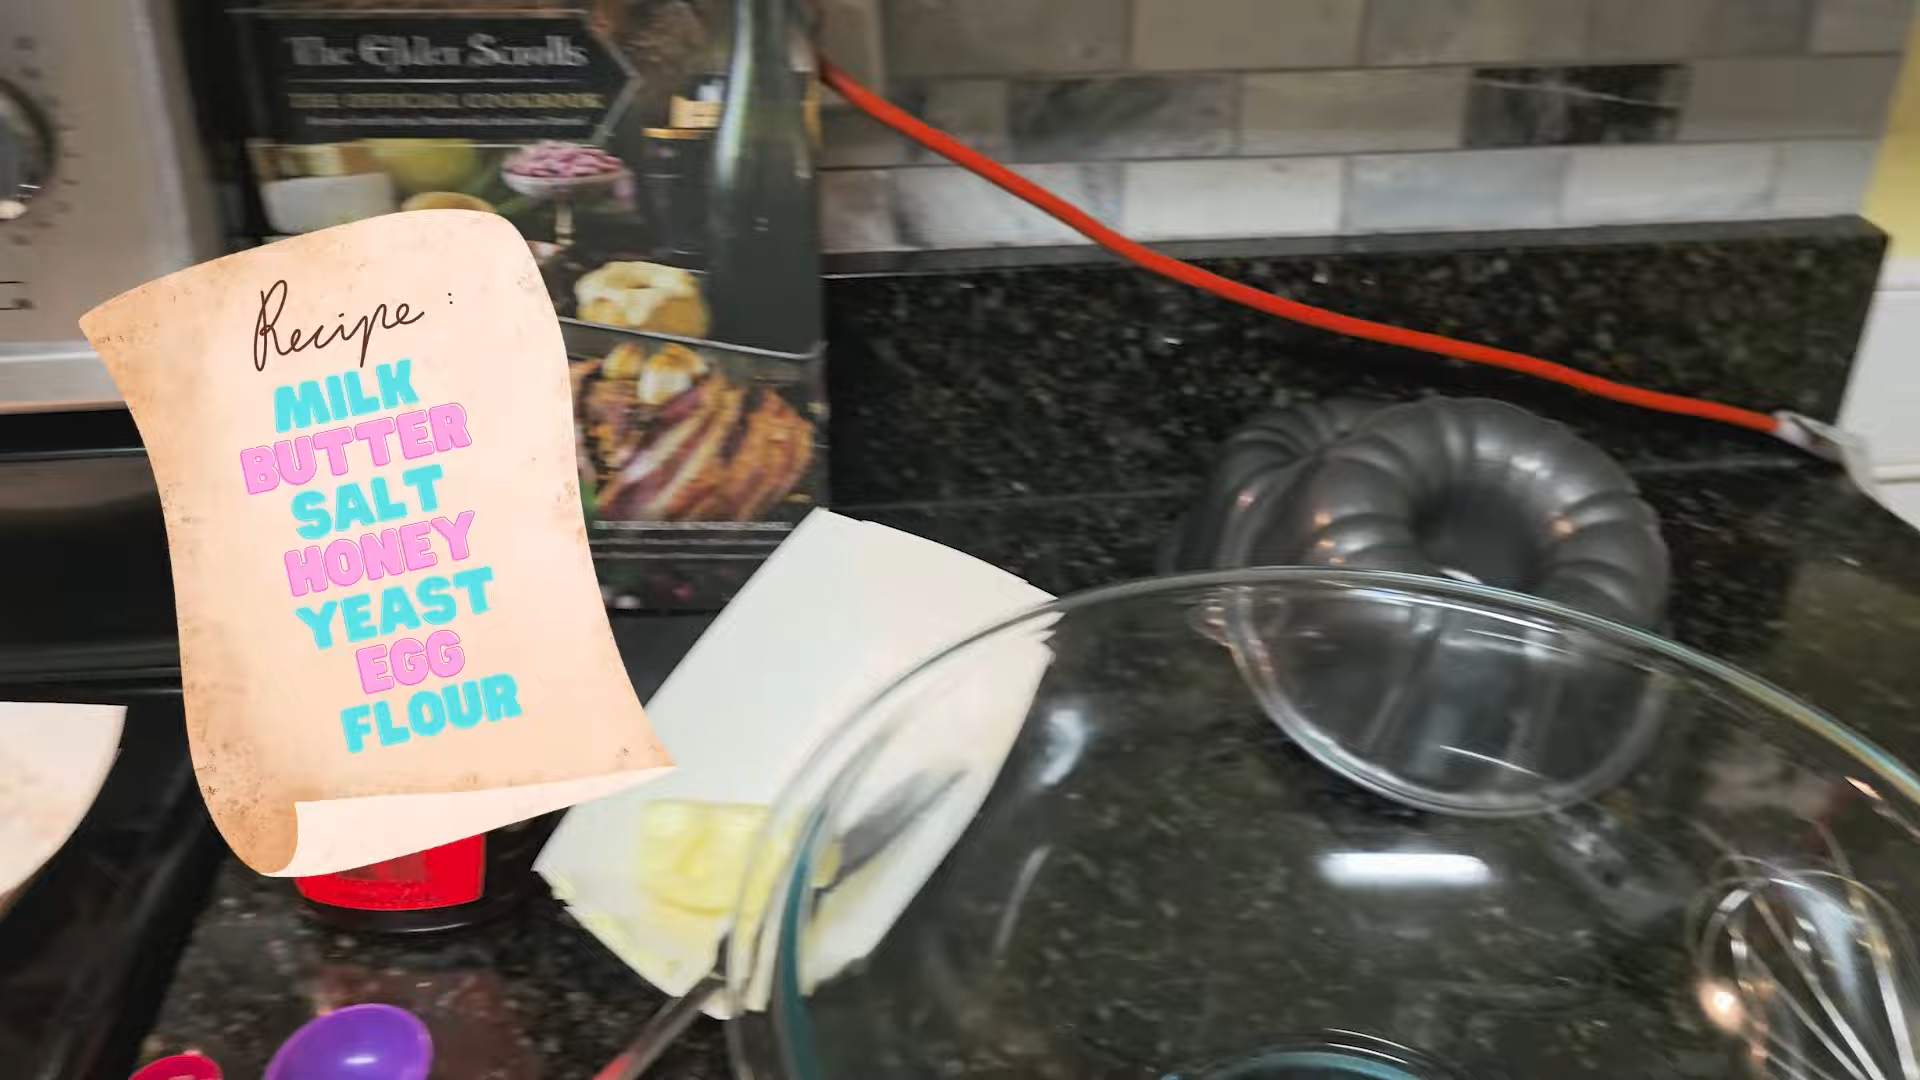 The Elder Scrolls
THE OFFICIAL COOKBOOK
Recipe:
MILK
BUTTER
SALT
HONEY
YEAST
EGG
FLOUR